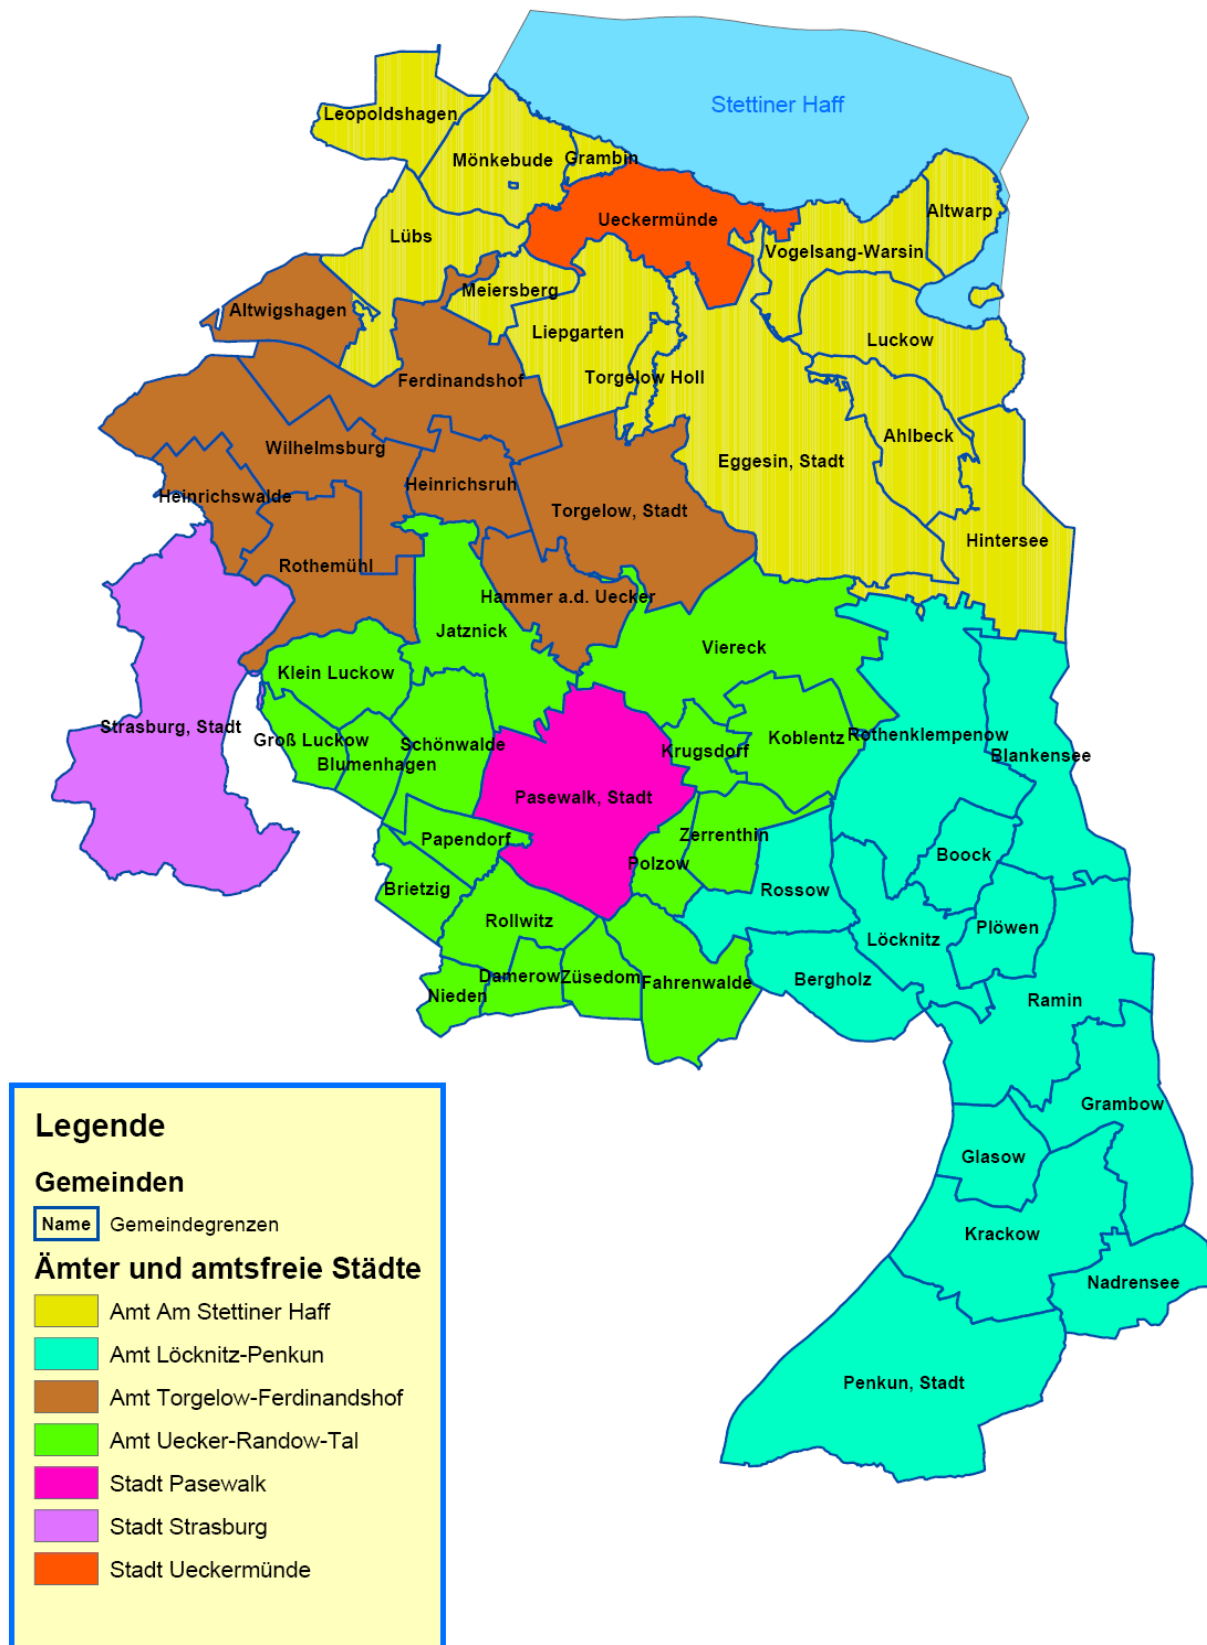 Stettiner Haff
Leopoldshagen
Mönkebude
Grambin
Ueckermünde
Altwarp
Lübs
Vogelsang-Warsin
Meiersberg
Altwigshagen
Liepgarten
Luckow
Ferdinandshof
Torgelow Holl
Ahlbeck
Wilhelmsburg
Eggesin, Stadt
Heinrichsruh
Heinrichswalde
Torgelow, Stadt
Hintersee
Rothemühl
Hammer a.d. Uecker
Jatznick
Viereck
Klein Luckow
Strasburg, Stadt
Groß Luckow
Schönwalde
Krugsdorf
Koblentz
Rothenklempenow
Blankensee
Blumenhagen
Pasewalk, Stadt
Papendorf
Zerrenthin
Boock
Polzow
Brietzig
Rossow
Rollwitz
Plöwen
Löcknitz
Damerow
Züsedom
Fahrenwalde
Bergholz
Nieden
Ramin
Grambow
Glasow
Krackow
Nadrensee
Penkun, Stadt
Legende
Gemeinden
Name Gemeindegrenzen
Ämter und amtsfreie Städte
Amt Am Stettiner Haff
Amt Löcknitz-Penkun
Amt Torgelow-Ferdinandshof
Amt Uecker-Randow-Tal
Stadt Pasewalk
Stadt Strasburg
Stadt Ueckermünde